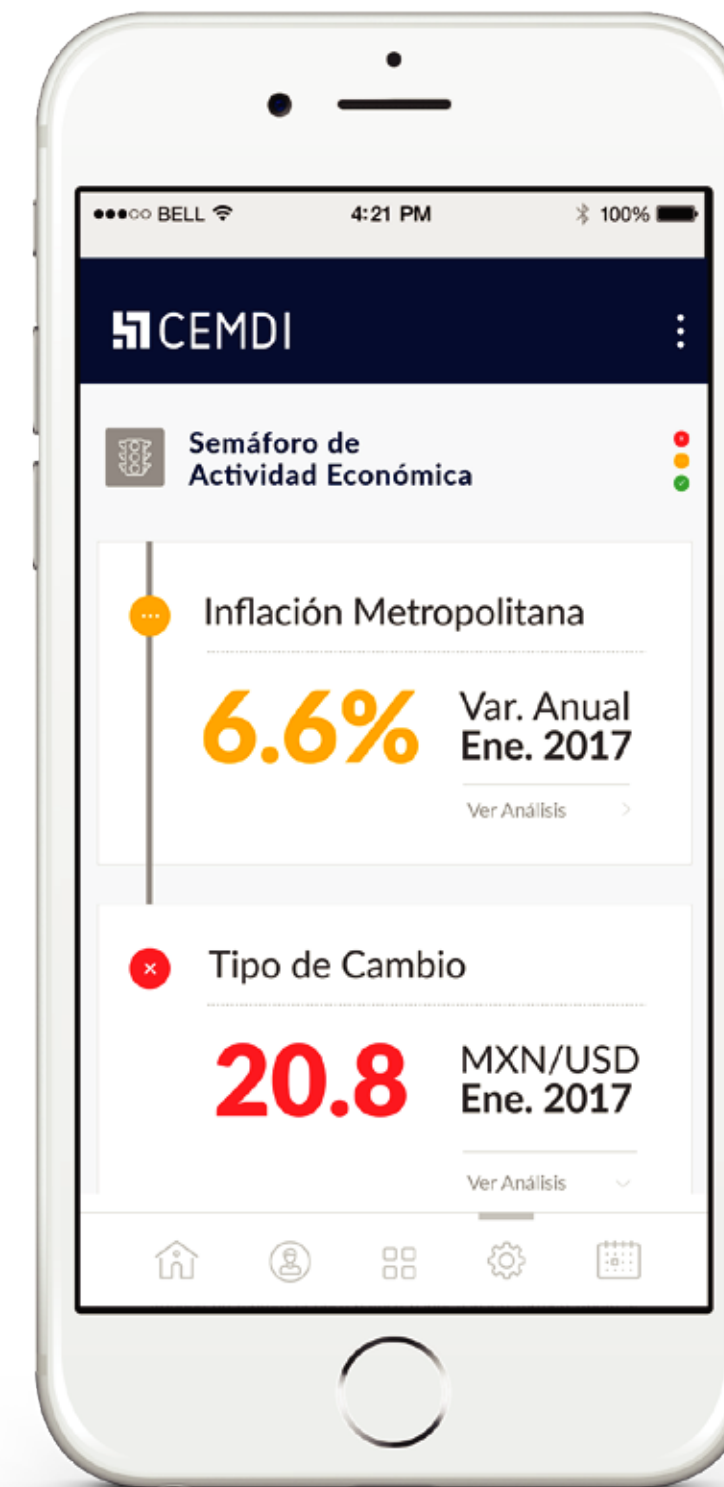 BELL
4:21 PM
100%
CEMDI
Semáforo de
Actividad Económica
Inflación Metropolitana
6.6%
Var. Anual
Ene. 2017
Ver Análisis
Tipo de Cambio
20.8
MXN/USD
Ene. 2017
Ver Análisis